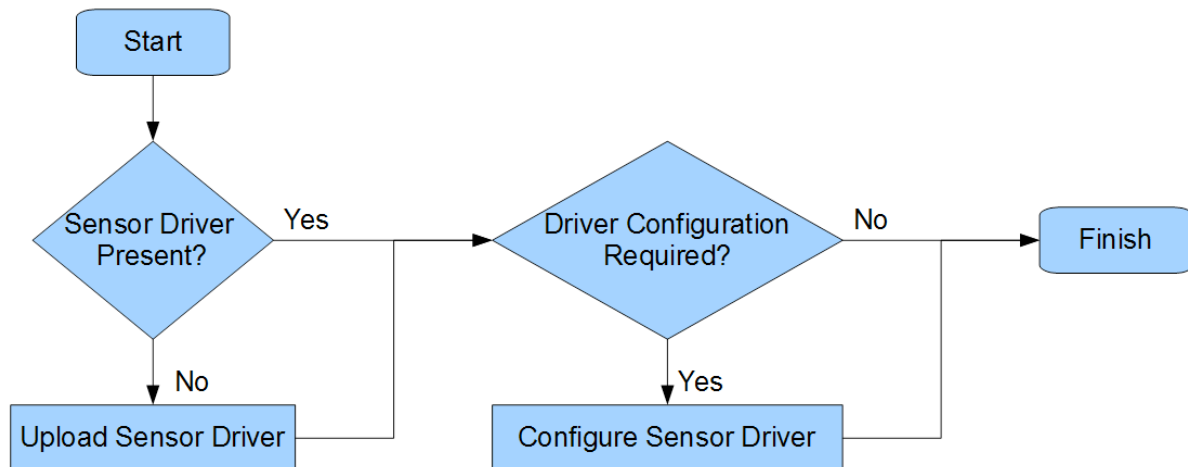 Start
Sensor Driver
Present?
Yes
No
Upload Sensor Driver
Driver Configuration
Required?
No
Yes
Configure Sensor Driver
Finish